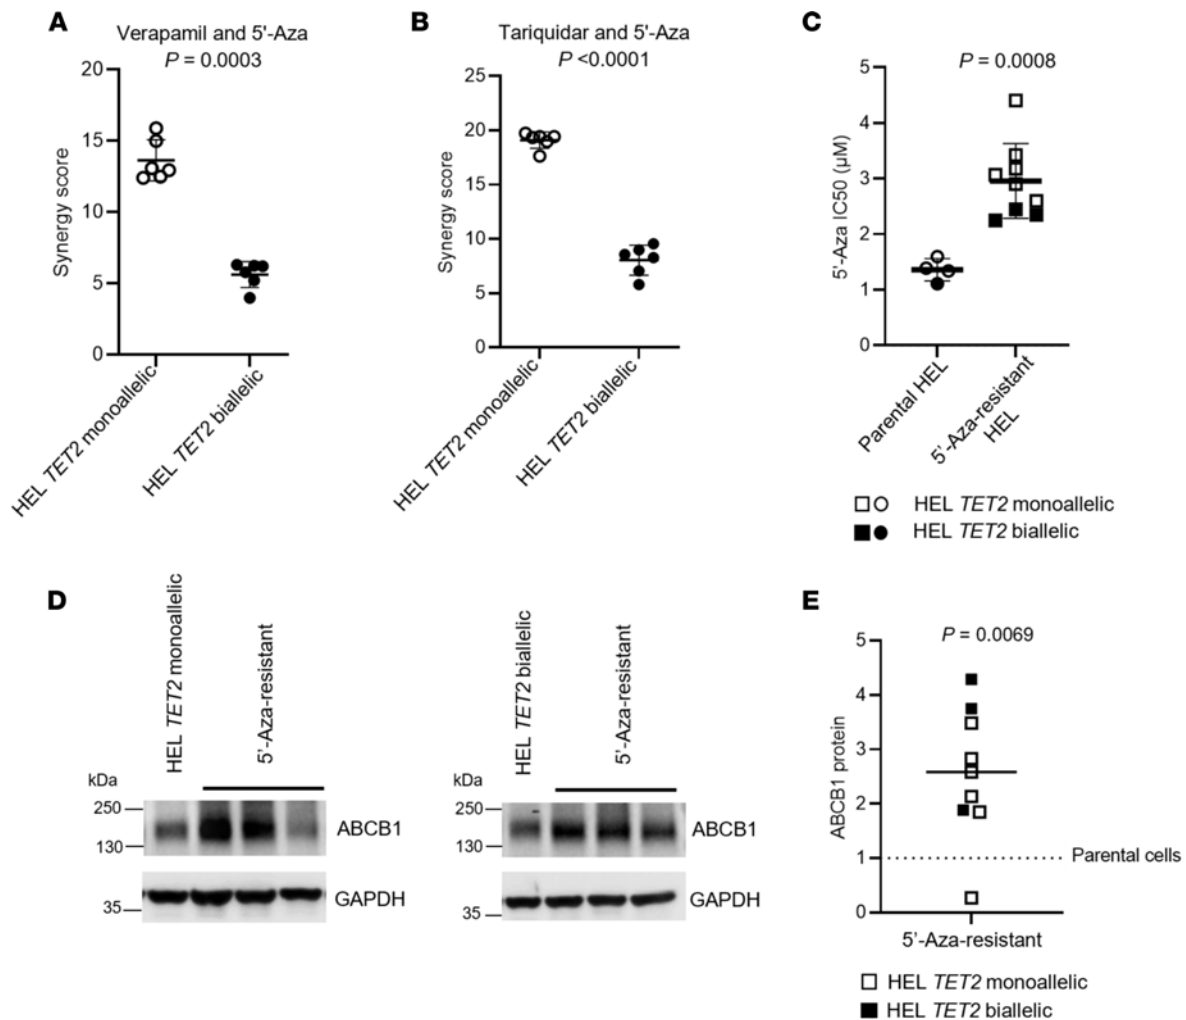 A
Verapamil and 5'-Aza
P = 0.0003
Synergy score
20
15
10
5
0
HEL TET2 monoallelic
HEL TET2 biallelic
B
Tariquidar and 5'-Aza
P <0.0001
Synergy score
25
20
15
10
5
0
HEL TET2 monoallelic
HEL TET2 biallelic
C
P = 0.0008
5'-Aza IC50 (µM)
5
4
3
2
1
0
Parental HEL
5'-Aza-resistant
HEL
HEL TET2 monoallelic
HEL TET2 biallelic
D
HEL TET2 monoallelic
5'-Aza-resistant
kDa
250
130
ABCB1
35
GAPDH
HEL TET2 biallelic
5'-Aza-resistant
kDa
250
130
ABCB1
35
GAPDH
E
P = 0.0069
ABCB1 protein
5
4
3
2
1
0
Parental cells
5'-Aza-resistant
HEL TET2 monoallelic
HEL TET2 biallelic